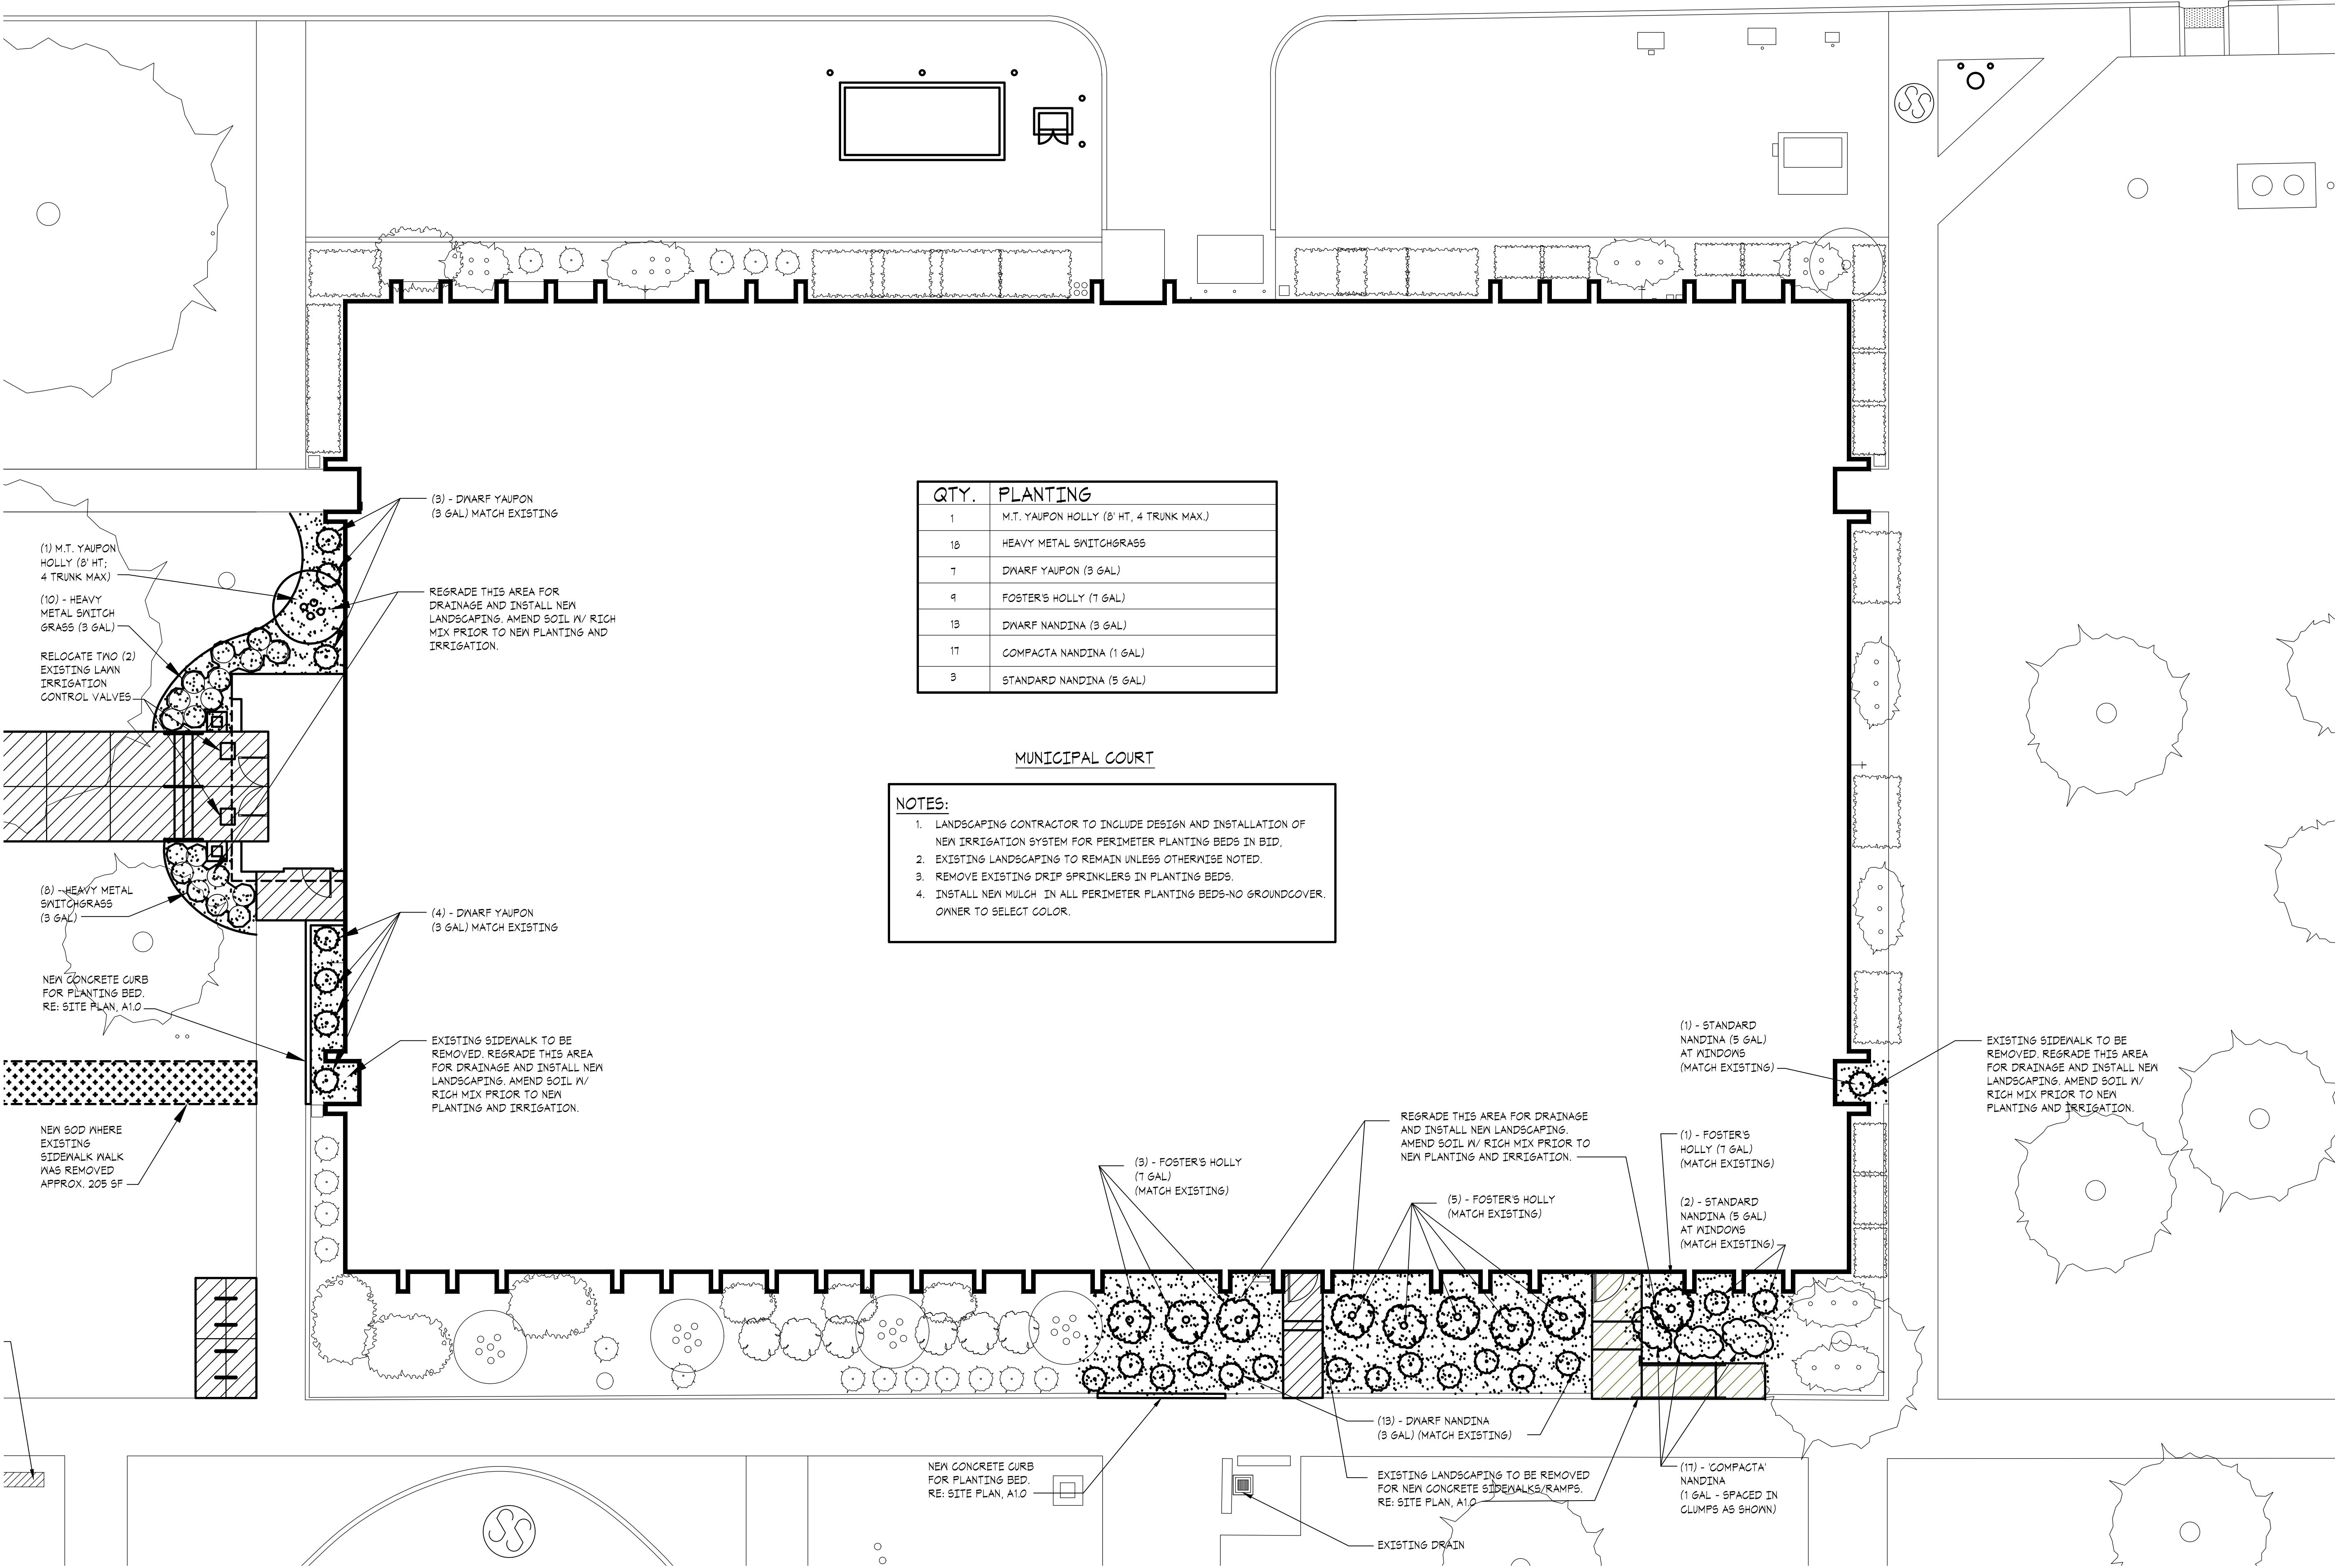 (3) - DWARF YAUPON
(3 GAL) MATCH EXISTING
(1) M.T. YAUPON
HOLLY (8' HT;
4 TRUNK MAX)
(10) - HEAVY
METAL SWITCH
GRASS (3 GAL)
RELOCATE TWO (2)
EXISTING LAWN
IRRIGATION
CONTROL VALVES
REGRADE THIS AREA FOR
DRAINAGE AND INSTALL NEW
LANDSCAPING. AMEND SOIL W/ RICH
MIX PRIOR TO NEW PLANTING AND
IRRIGATION.
QTY. PLANTING
1 M.T. YAUPON HOLLY (8' HT, 4 TRUNK MAX.)
18 HEAVY METAL SWITCHGRASS
7 DWARF YAUPON (3 GAL)
9 FOSTER'S HOLLY (7 GAL)
13 DWARF NANDINA (3 GAL)
17 COMPACTA NANDINA (1 GAL)
3 STANDARD NANDINA (5 GAL)
MUNICIPAL COURT
NOTES:
1. LANDSCAPING CONTRACTOR TO INCLUDE DESIGN AND INSTALLATION OF
NEW IRRIGATION SYSTEM FOR PERIMETER PLANTING BEDS IN BID,
2. EXISTING LANDSCAPING TO REMAIN UNLESS OTHERWISE NOTED.
3. REMOVE EXISTING DRIP SPRINKLERS IN PLANTING BEDS.
4. INSTALL NEW MULCH IN ALL PERIMETER PLANTING BEDS-NO GROUNDCOVER.
OWNER TO SELECT COLOR.
(8) - HEAVY METAL
SWITCHGRASS
(3 GAL)
(4) - DWARF YAUPON
(3 GAL) MATCH EXISTING
NEW CONCRETE CURB
FOR PLANTING BED.
RE: SITE PLAN, A1.0
EXISTING SIDEWALK TO BE
REMOVED. REGRADE THIS AREA
FOR DRAINAGE AND INSTALL NEW
LANDSCAPING. AMEND SOIL W/
RICH MIX PRIOR TO NEW
PLANTING AND IRRIGATION.
NEW SOD WHERE
EXISTING
SIDEWALK WALK
WAS REMOVED
APPROX. 205 SF
(1) - STANDARD
NANDINA (5 GAL)
AT WINDOWS
(MATCH EXISTING)
EXISTING SIDEWALK TO BE
REMOVED. REGRADE THIS AREA
FOR DRAINAGE AND INSTALL NEW
LANDSCAPING. AMEND SOIL W/
RICH MIX PRIOR TO NEW
PLANTING AND IRRIGATION.
REGRADE THIS AREA FOR DRAINAGE
AND INSTALL NEW LANDSCAPING.
AMEND SOIL W/ RICH MIX PRIOR TO
NEW PLANTING AND IRRIGATION.
(3) - FOSTER'S HOLLY
(7 GAL)
(MATCH EXISTING)
(5) - FOSTER'S HOLLY
(MATCH EXISTING)
(1) - FOSTER'S
HOLLY (7 GAL)
(MATCH EXISTING)
(2) - STANDARD
NANDINA (5 GAL)
AT WINDOWS
(MATCH EXISTING)
(13) - DWARF NANDINA
(3 GAL) (MATCH EXISTING)
NEW CONCRETE CURB
FOR PLANTING BED.
RE: SITE PLAN, A1.0
EXISTING LANDSCAPING TO BE REMOVED
FOR NEW CONCRETE SIDEWALKS/RAMPS.
RE: SITE PLAN, A1.0
(17) - 'COMPACTA'
NANDINA
(1 GAL - SPACED IN
CLUMPS AS SHOWN)
EXISTING DRAIN
SS
SS